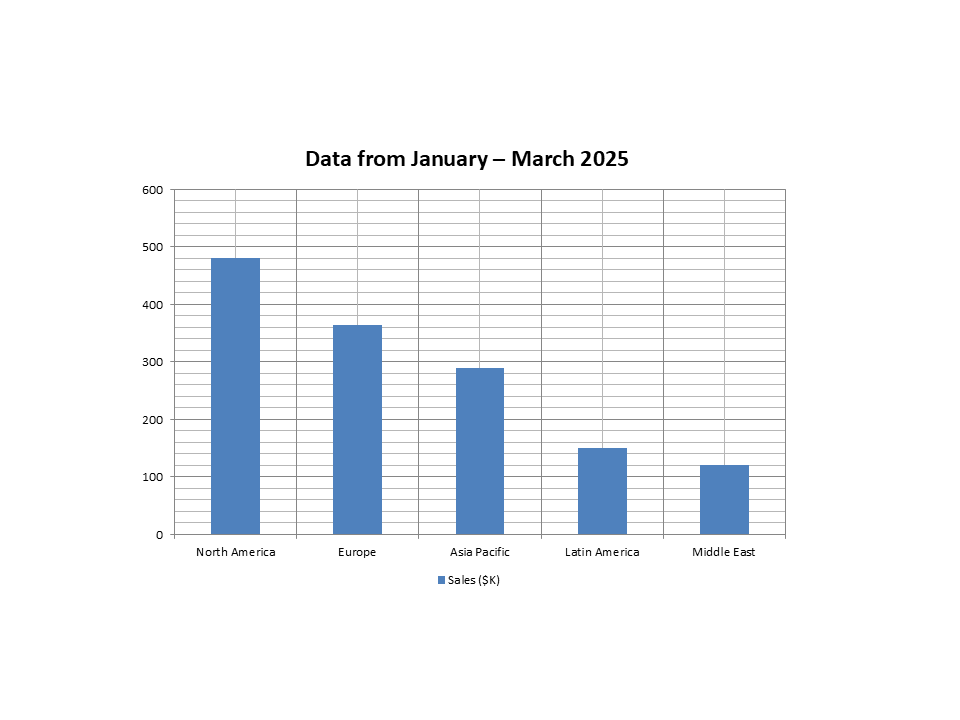 Data from January – March 2025
600
500
400
300
200
100
0
North America Europe Asia Pacific Latin America Middle East
Sales ($K)